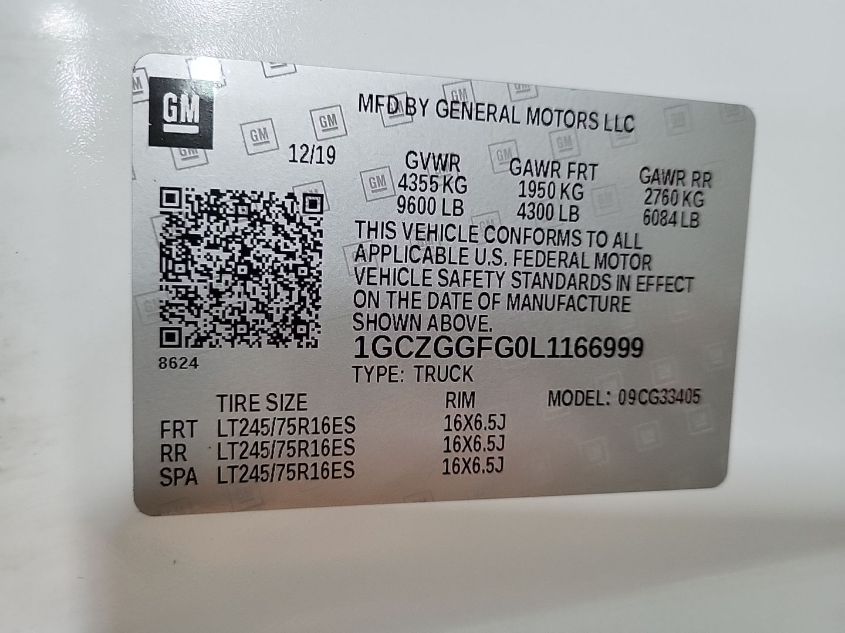 GM
MFD BY GENERAL MOTORS LLC
12/19
GVWR GAWR FRT GAWR RR
4355 KG 1950 KG 2760 KG
9600 LB 4300 LB 6084 LB
THIS VEHICLE CONFORMS TO ALL
APPLICABLE U.S. FEDERAL MOTOR
VEHICLE SAFETY STANDARDS IN EFFECT
ON THE DATE OF MANUFACTURE
SHOWN ABOVE.
8624
1GCZGGFG0L1166999
TYPE: TRUCK
TIRE SIZE RIM MODEL: 09CG33405
FRT LT245/75R16ES 16X6.5J
RR LT245/75R16ES 16X6.5J
SPA LT245/75R16ES 16X6.5J